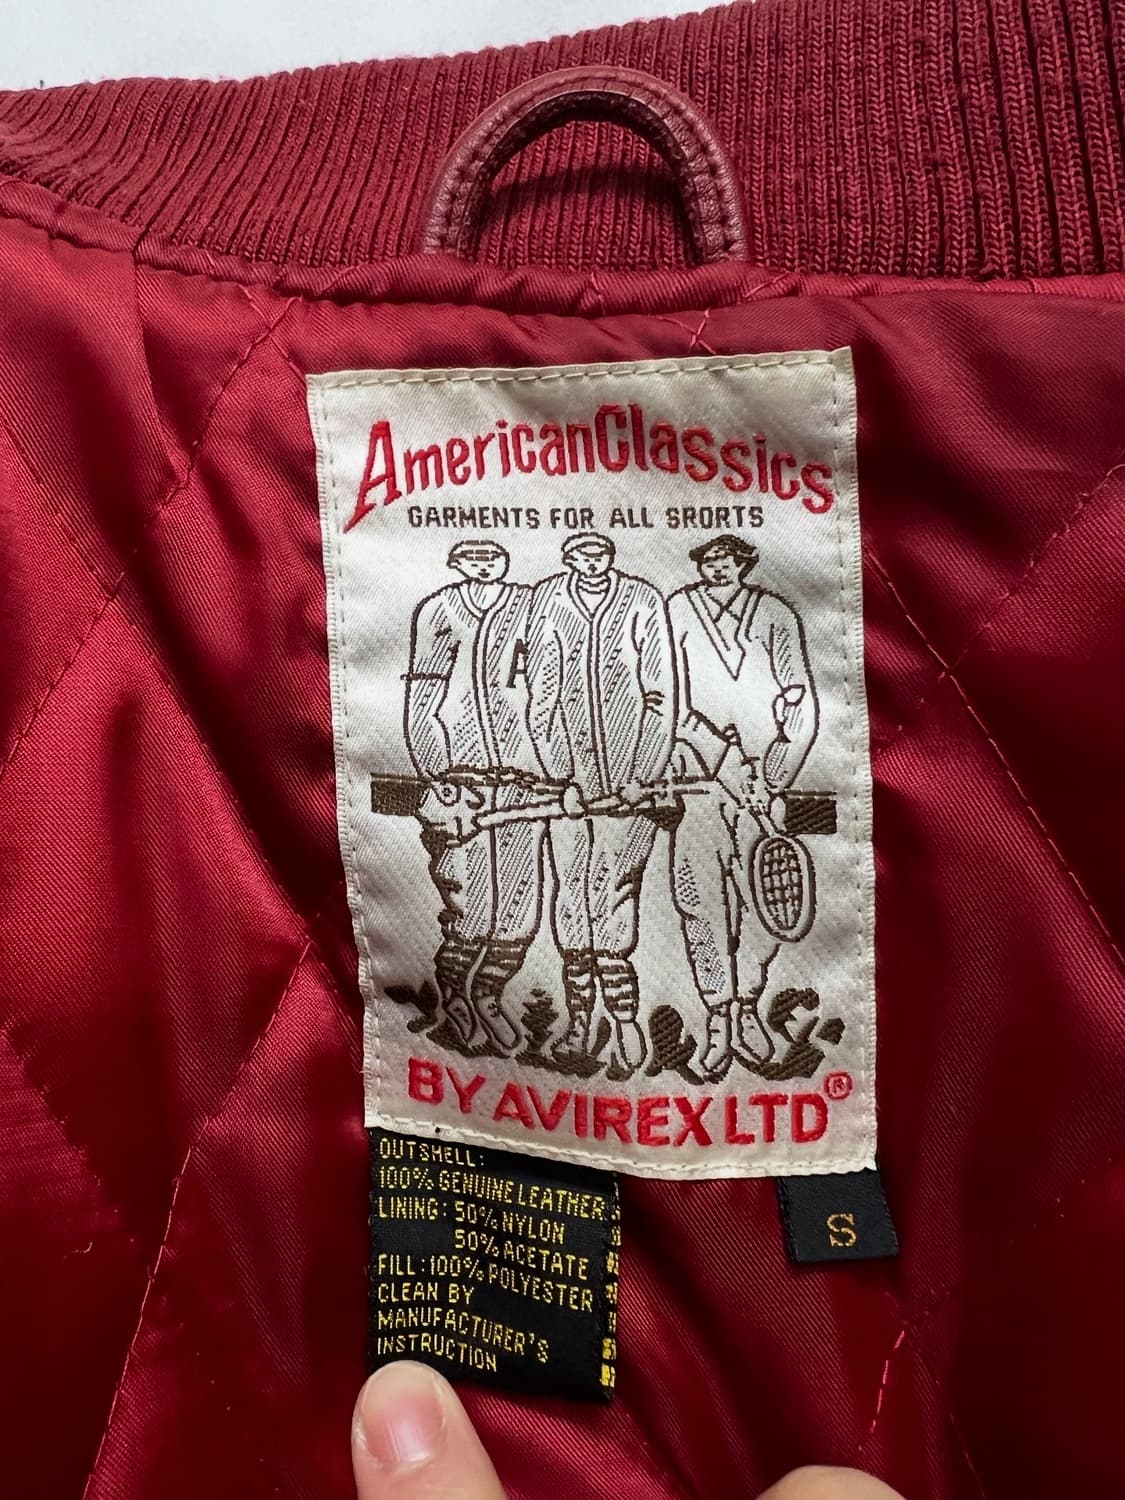 AmericanClassics
GARMENTS FOR ALL SRORTS
A
BY AVIREX LTD®
OUTSHELL:
100% GENUINE LEATHER
LINING: 50% NYLON
50% ACETATE
FILL: 100% POLYESTER
CLEAN BY
MANUFACTURER'S
INSTRUCTION
S